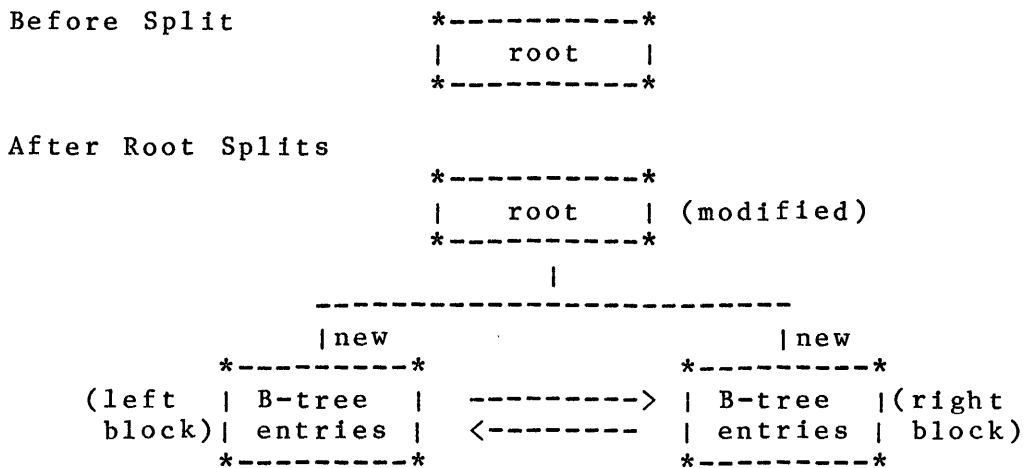 Before Split
root
After Root Splits
root (modified)
new new
(left B-tree B-tree (right
block) entries entries block)